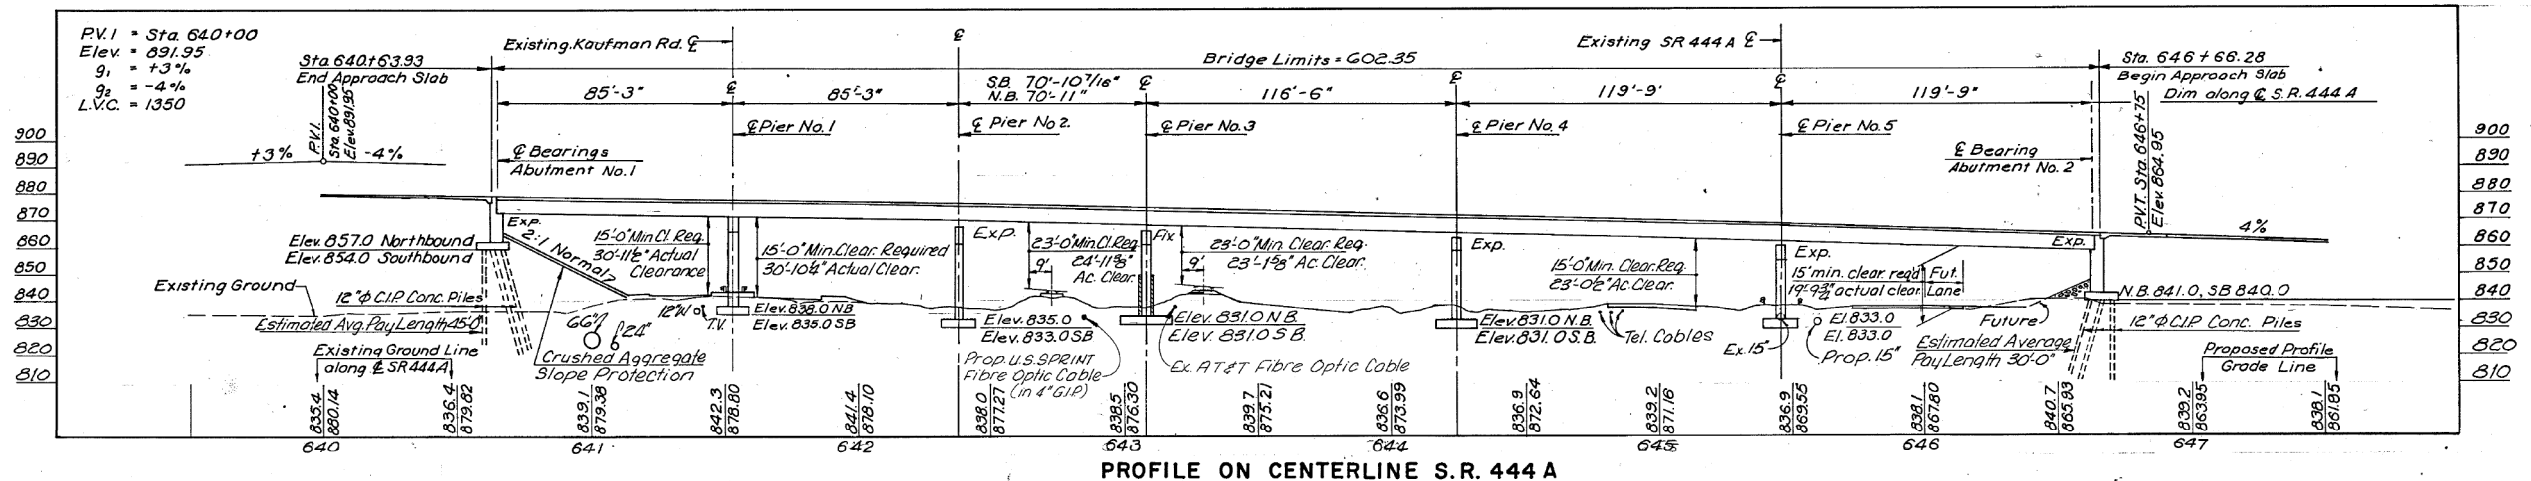 P.V.I = Sta. 640+00
Elev. = 891.95
g1 = +3%
g2 = -4%
L.V.C. = 1350
Existing Kaufman Rd. ℄
℄
Existing SR 444 A ℄
Sta. 640+63.93
End Approach Slab
Bridge Limits = 602.35
Sta. 646 + 66.28
Begin Approach Slab
Dim along ℄ S.R. 444 A
85'-3"
℄
85'-3"
S.B. 70'-10 7/16"
N.B. 70'-11"
℄
116'-6"
℄
119'-9'
℄
119'-9"
P.V.I.
Sta. 640+00
Elev. 891.95
+3%
-4%
℄ Pier No. 1
℄ Pier No 2.
℄ Pier No. 3
℄ Pier No. 4
℄ Pier No. 5
℄ Bearings
Abutment No. 1
℄ Bearing
Abutment No. 2
P.V.T. Sta. 646+75
Elev. 864.95
4%
900
890
880
870
860
850
840
830
820
810
900
890
880
870
860
850
840
830
820
810
Elev. 857.0 Northbound
Elev. 854.0 Southbound
Existing Ground
12"φ C.I.P. Conc. Piles
Estimated Avg. Pay Length 45'-0"
Existing Ground Line
along ℄ SR444A
Exp.
2:1 Normal
15'-0" Min. Cl. Req.
30'-11½" Actual
Clearance
15'-0" Min. Clear. Required
30'-10¼" Actual Clear.
66"
24"
12"W
T.V.
Crushed Aggregate
Slope Protection
Elev. 838.0 NB
Elev. 835.0 SB
Exp.
23'-0" Min. Cl. Req.
24'-11⅝"
Ac. Clear.
9'
Fix
23'-0" Min. Clear. Req.
23'-1⅝" Ac. Clear.
9'
Elev. 835.0
Elev. 833.0 SB
Prop. U.S. SPRINT
Fibre Optic Cable
(in 4" G.I.P.)
Elev. 831.0 N.B.
Elev. 831.0 S.B.
Ex. AT&T Fibre Optic Cable
Exp.
15'-0" Min. Clear. Req.
23'-0½" Ac. Clear.
Elev. 831.0 N.B.
Elev. 831.0 S.B.
Tel. Cables
Ex. 15"
Exp.
15' min. clear req'd
19'-9¾" actual clear.
Fut.
Lane
El. 833.0
El. 833.0
Prop. 15"
Exp.
Future
N.B. 841.0, SB 840.0
12"φ C.I.P. Conc. Piles
Estimated Average
Pay Length 30'-0"
Proposed Profile
Grade Line
835.4
880.14
836.4
879.82
839.1
879.38
842.3
878.80
841.4
878.10
838.0
877.27
838.5
876.30
839.7
875.21
836.6
873.99
836.9
872.64
839.2
871.16
836.9
869.55
838.1
867.80
840.7
865.93
839.2
863.95
838.1
861.95
640
641
642
643
644
645
646
647
PROFILE ON CENTERLINE S.R. 444 A